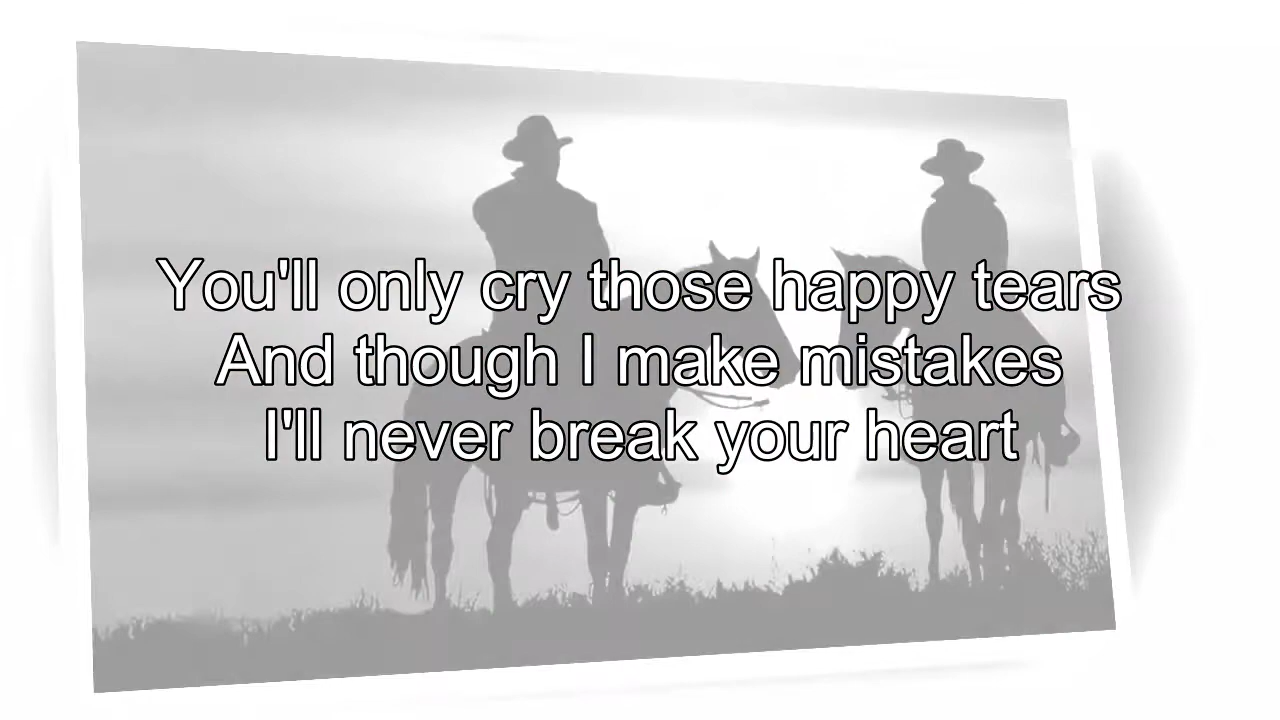 You'll only cry those happy tears
And though I make mistakes
I'll never break your heart